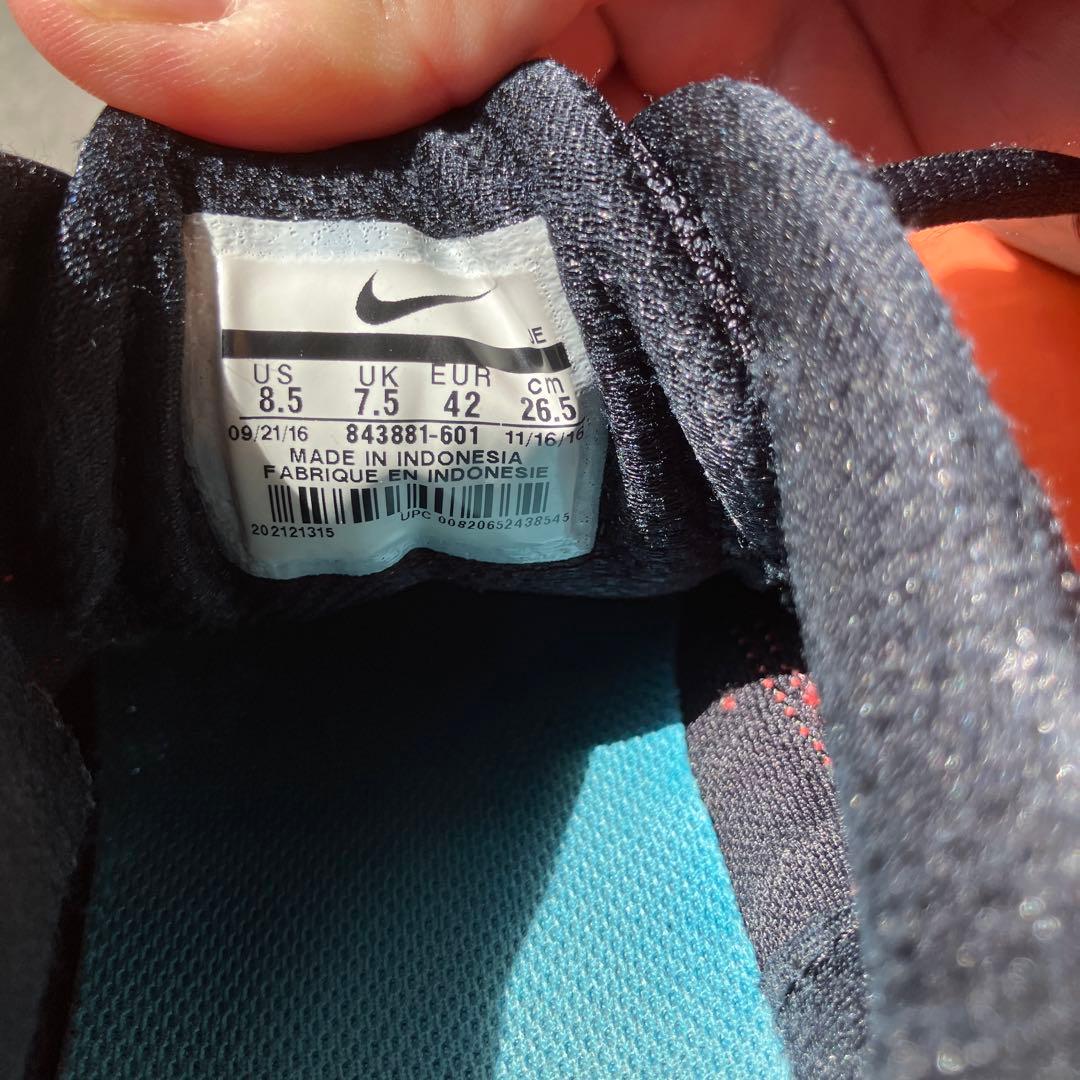 JE
US UK EUR cm
8.5 7.5 42 26.5
09/21/16 843881-601 11/16/16
MADE IN INDONESIA
FABRIQUE EN INDONESIE
UPC 00820652438545
202121315